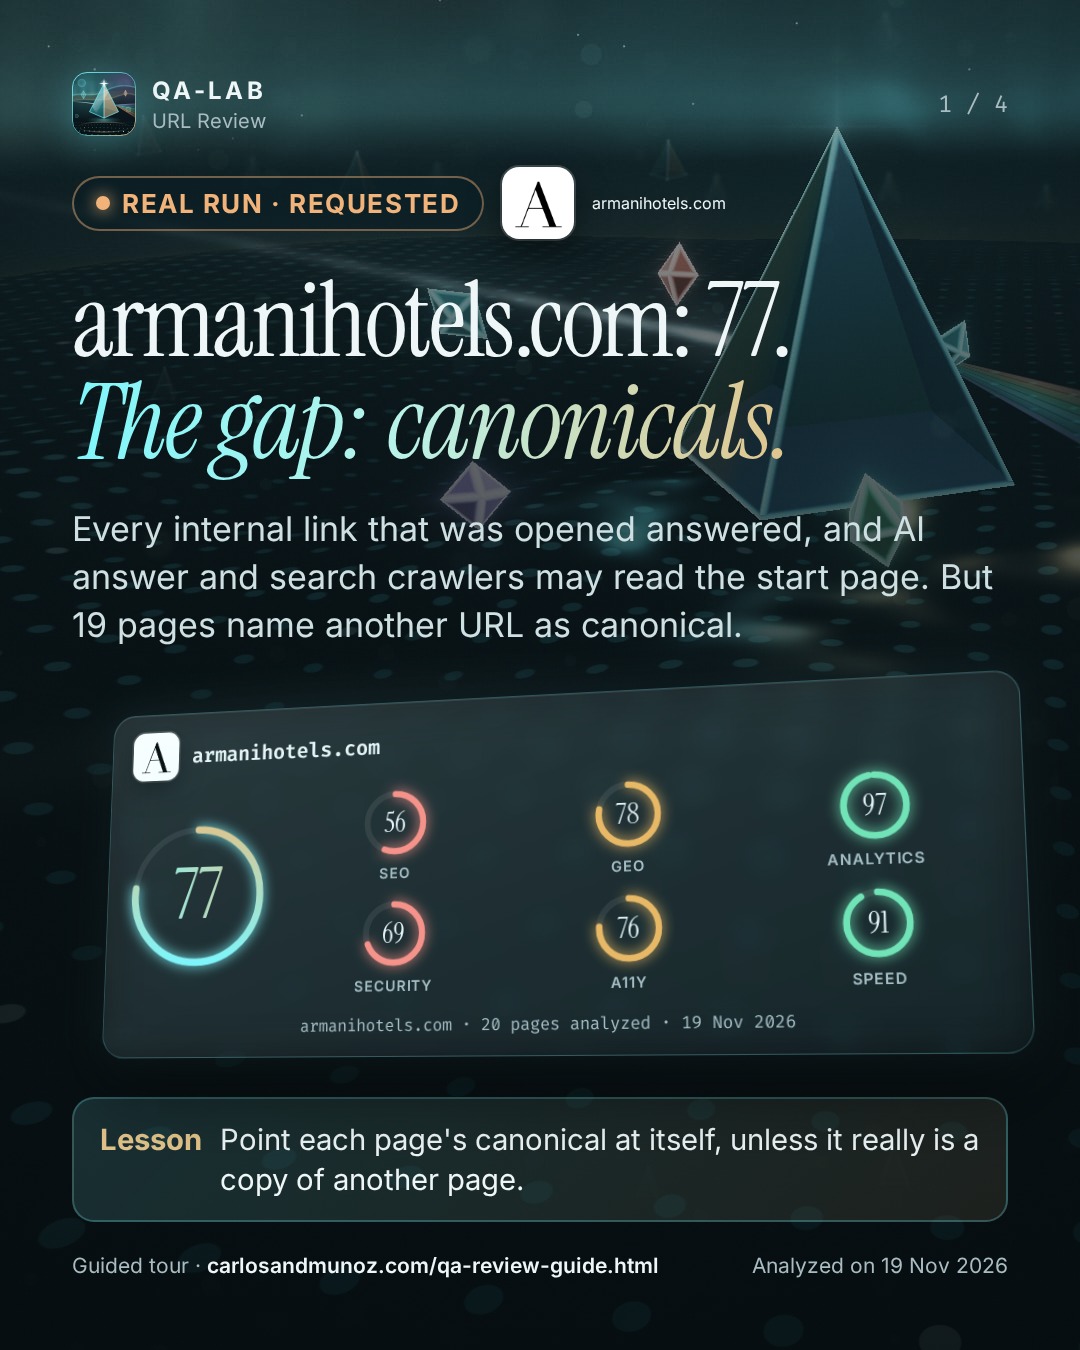 QA-LAB
URL Review
1 / 4
REAL RUN · REQUESTED
A
armanihotels.com
armanihotels.com: 77.
The gap: canonicals.
Every internal link that was opened answered, and AI
answer and search crawlers may read the start page. But
19 pages name another URL as canonical.
A
armanihotels.com
77
56
SEO
78
GEO
97
ANALYTICS
69
SECURITY
76
A11Y
91
SPEED
armanihotels.com · 20 pages analyzed · 19 Nov 2026
Lesson Point each page's canonical at itself, unless it really is a
copy of another page.
Guided tour · carlosandmunoz.com/qa-review-guide.html
Analyzed on 19 Nov 2026